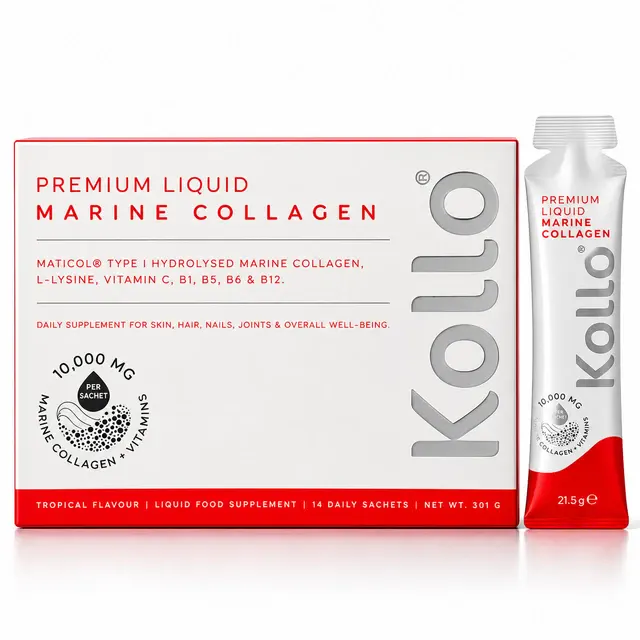 PREMIUM LIQUID
MARINE COLLAGEN
MATICOL® TYPE I HYDROLYSED MARINE COLLAGEN,
L-LYSINE, VITAMIN C, B1, B5, B6 & B12.
DAILY SUPPLEMENT FOR SKIN, HAIR, NAILS, JOINTS & OVERALL WELL-BEING.
10,000 MG
PER
SACHET
MARINE COLLAGEN + VITAMINS
Kollo®
TROPICAL FLAVOUR | LIQUID FOOD SUPPLEMENT | 14 DAILY SACHETS | NET WT. 301 G
PREMIUM
LIQUID
MARINE
COLLAGEN
Kollo®
10,000 MG
PER
SACHET
MARINE COLLAGEN + VITAMINS
21.5g℮